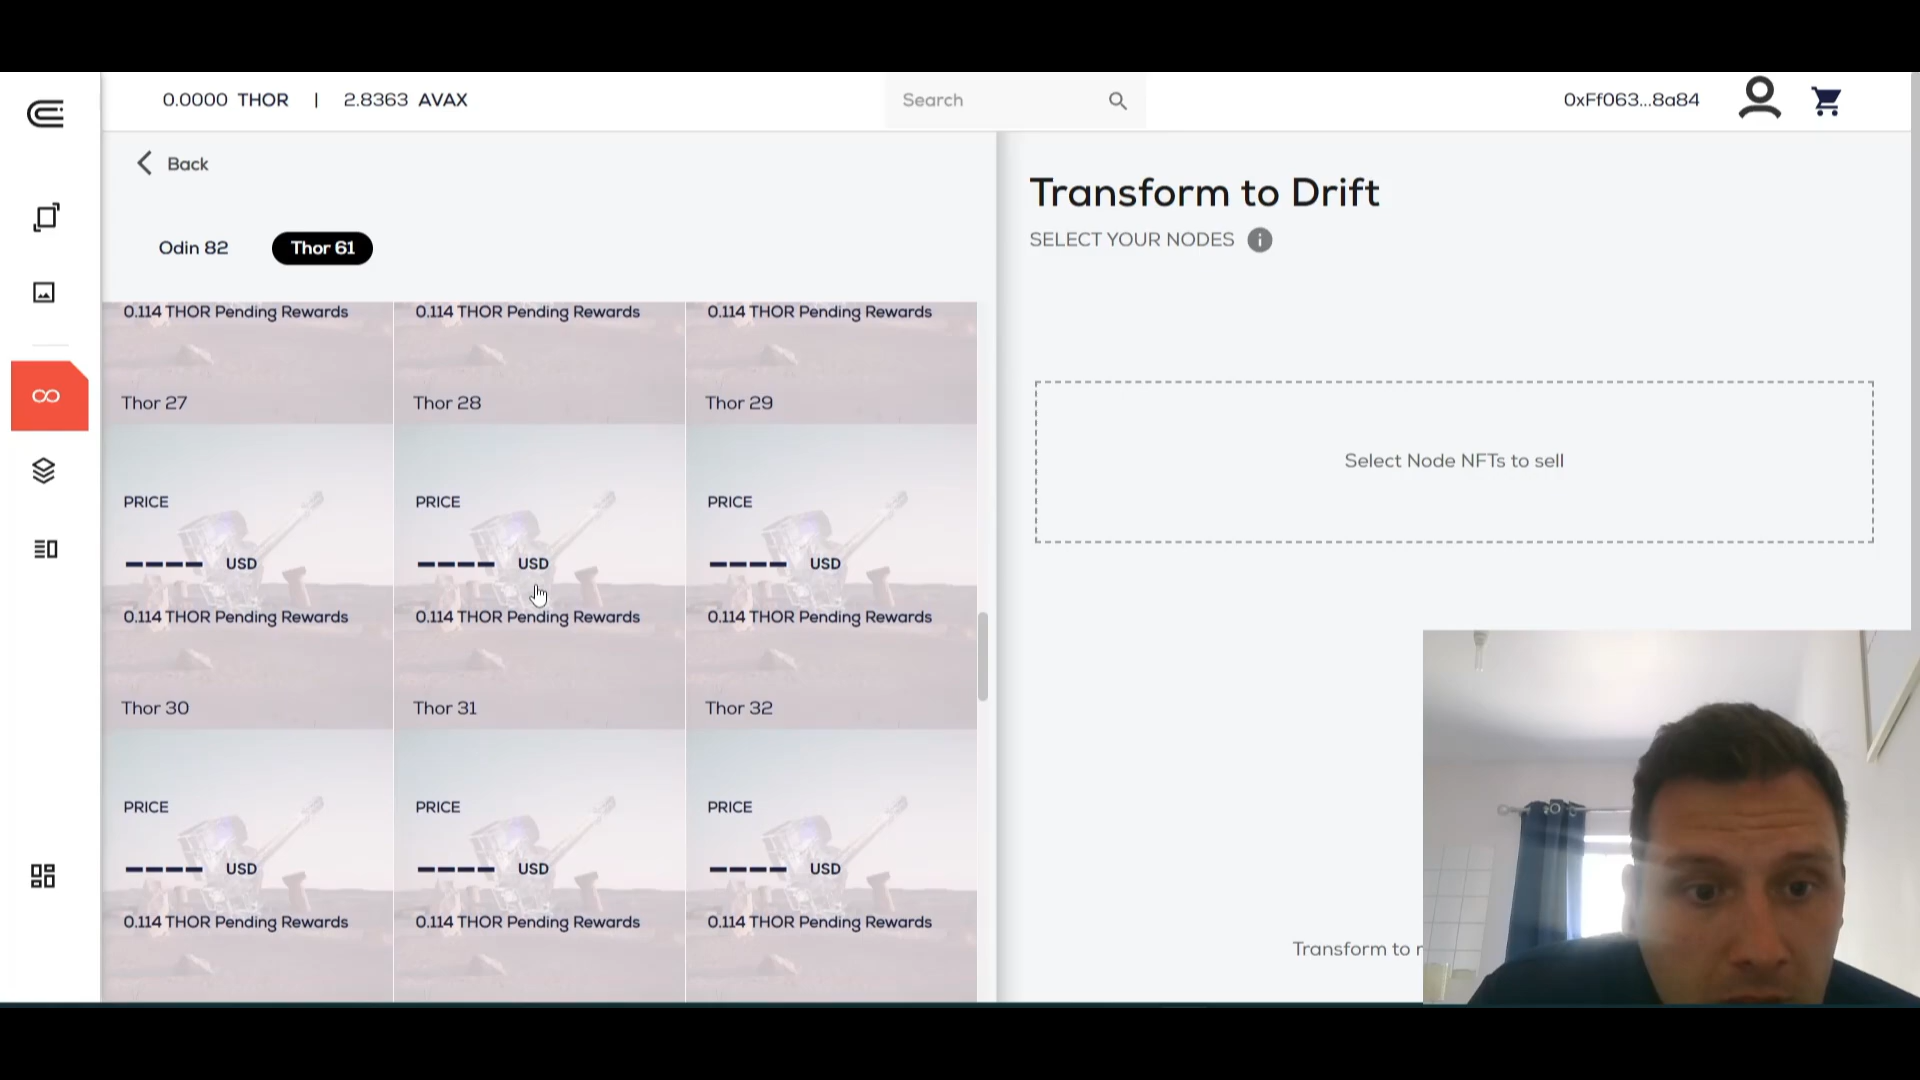 0.0000 THOR | 2.8363 AVAX
Search
0xFf063...8a84
Back
Odin 82
Thor 61
0.114 THOR Pending Rewards
0.114 THOR Pending Rewards
0.114 THOR Pending Rewards
Thor 27
Thor 28
Thor 29
PRICE
PRICE
PRICE
---- USD
---- USD
---- USD
0.114 THOR Pending Rewards
0.114 THOR Pending Rewards
0.114 THOR Pending Rewards
Thor 30
Thor 31
Thor 32
PRICE
PRICE
PRICE
---- USD
---- USD
---- USD
0.114 THOR Pending Rewards
0.114 THOR Pending Rewards
0.114 THOR Pending Rewards
Transform to Drift
SELECT YOUR NODES i
Select Node NFTs to sell
Transform to